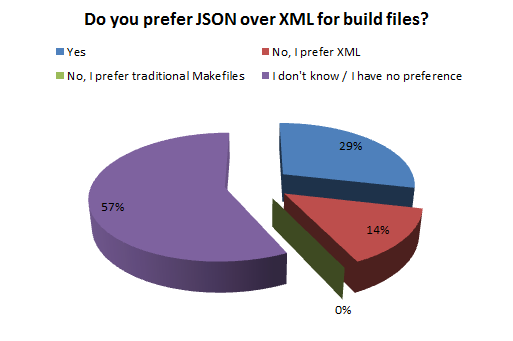 Do you prefer JSON over XML for build files?
Yes
No, I prefer XML
No, I prefer traditional Makefiles
I don't know / I have no preference
29%
57%
14%
0%